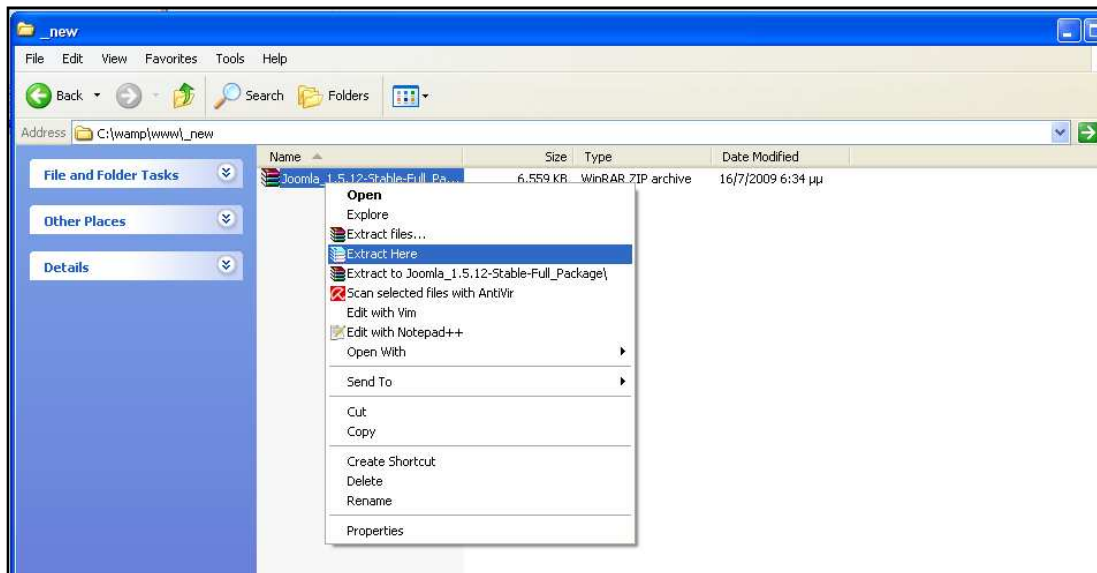 _new
File Edit View Favorites Tools Help
Back Search Folders
Address C:\wamp\www\_new
File and Folder Tasks
Other Places
Details
Name Size Type Date Modified
Joomla_1.5.12-Stable-Full_Pa... 6.559 KB WinRAR ZIP archive 16/7/2009 6:34 μμ
Open
Explore
Extract files...
Extract Here
Extract to Joomla_1.5.12-Stable-Full_Package\
Scan selected files with AntiVir
Edit with Vim
Edit with Notepad++
Open With
Send To
Cut
Copy
Create Shortcut
Delete
Rename
Properties